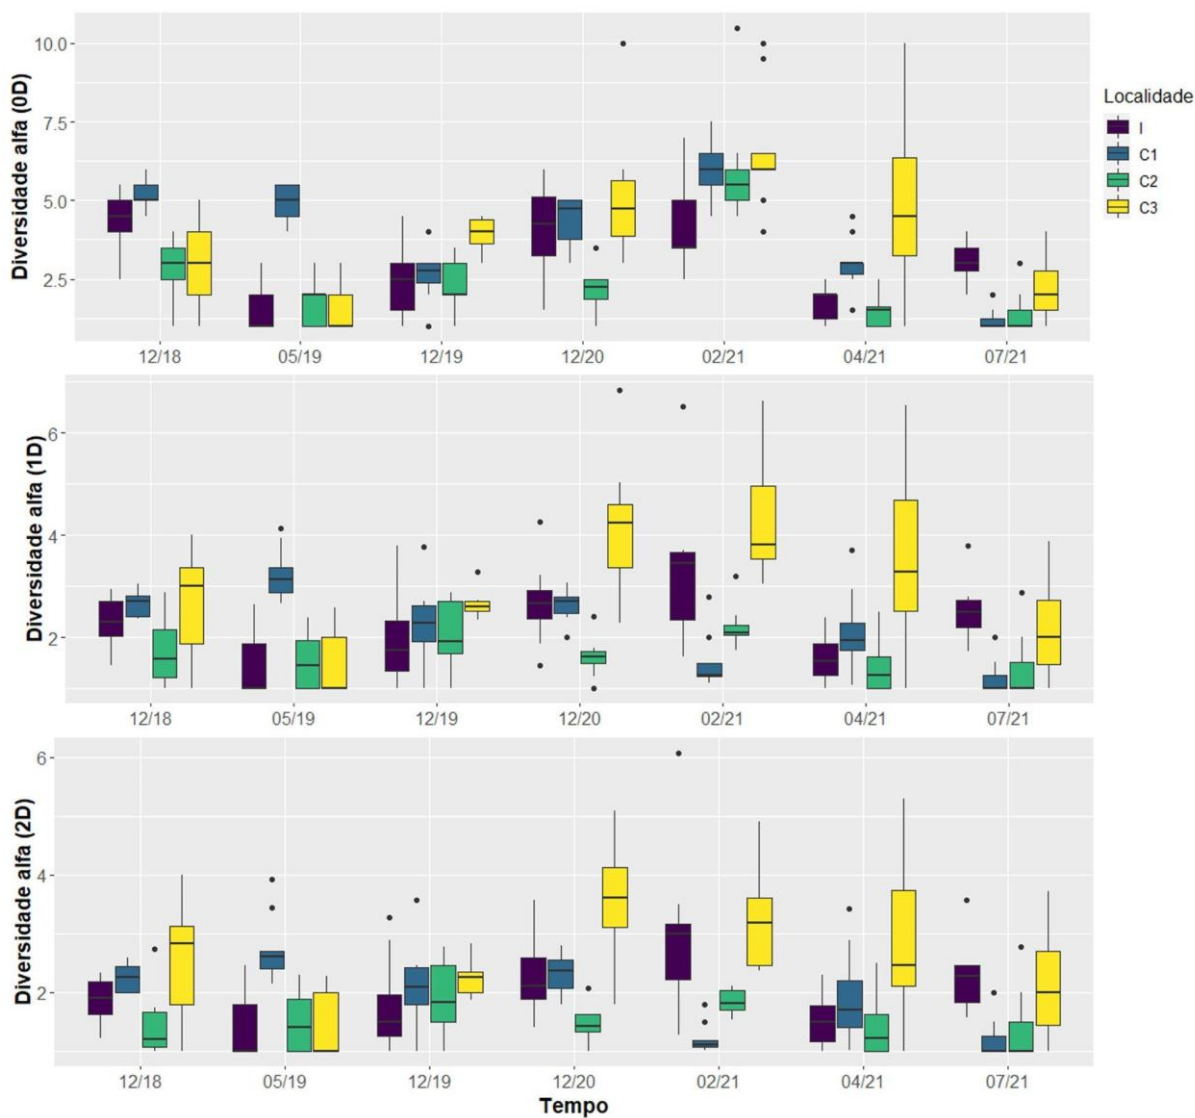 Diversidade alfa (0D)
10.0
7.5
5.0
2.5
12/18 05/19 12/19 12/20 02/21 04/21 07/21
Localidade
I
C1
C2
C3
Diversidade alfa (1D)
6
4
2
12/18 05/19 12/19 12/20 02/21 04/21 07/21
Diversidade alfa (2D)
6
4
2
12/18 05/19 12/19 12/20 02/21 04/21 07/21
Tempo